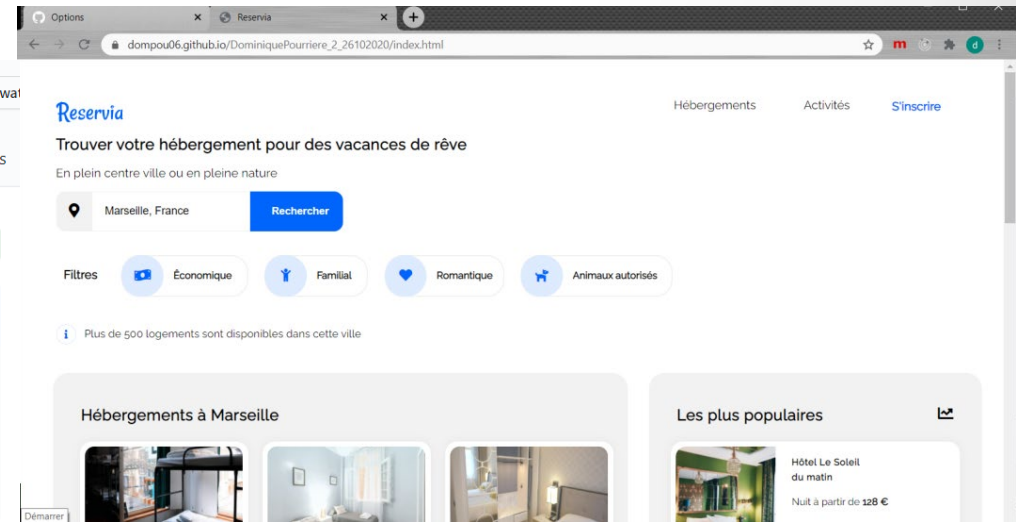 Options
Reservia
dompou06.github.io/DominiquePourriere_2_26102020/index.html
m
d
wat
s
Reservia
Hébergements Activités S'inscrire
Trouver votre hébergement pour des vacances de rêve
En plein centre ville ou en pleine nature
Marseille, France Rechercher
Filtres Économique Familial Romantique Animaux autorisés
i Plus de 500 logements sont disponibles dans cette ville
Hébergements à Marseille
Les plus populaires
Hôtel Le Soleil
du matin
Nuit à partir de 128 €
Démarrer